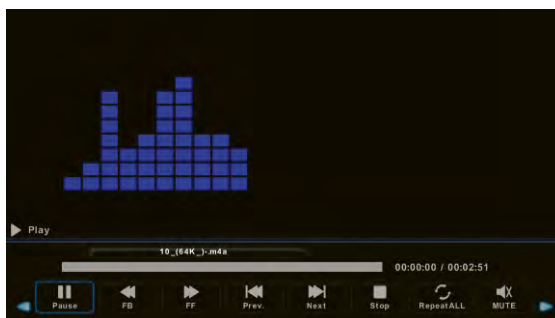 Play
10_(64K_)-.m4a
00:00:00 / 00:02:51
Pause FB FF Prev. Next Stop RepeatALL MUTE